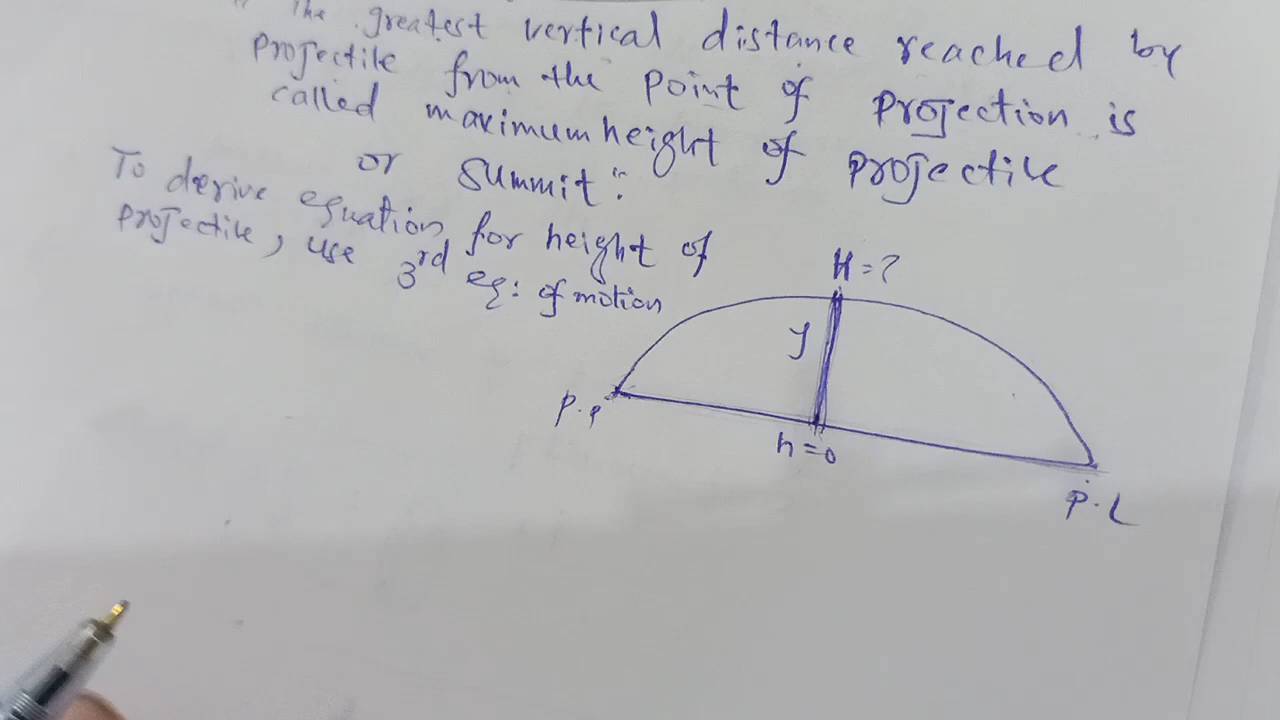 " The greatest vertical distance reached by
projectile from the point of projection is
called maximum height of projectile
or summit".
To derive equation for height of
projectile, use 3rd eq: of motion
H = ?
y
P.P
h = 0
P.L